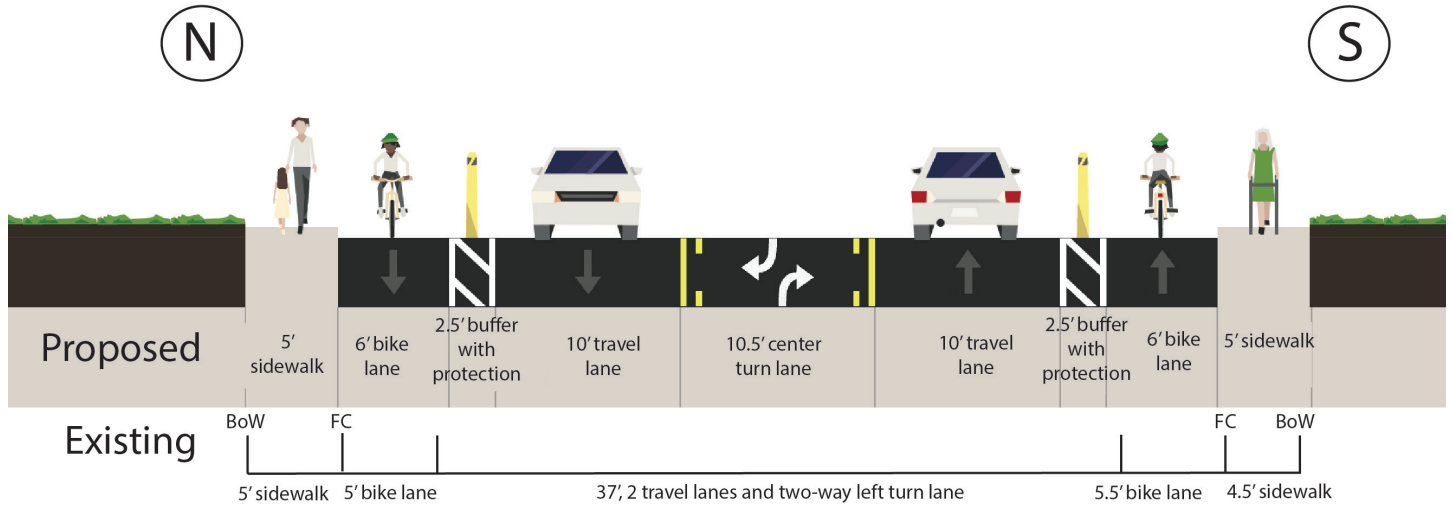 N
S
Proposed
5’
sidewalk
6’ bike
lane
2.5’ buffer
with
protection
10’ travel
lane
10.5’ center
turn lane
10’ travel
lane
2.5’ buffer
with
protection
6’ bike
lane
5’ sidewalk
Existing
BoW
FC
FC
BoW
5’ sidewalk
5’ bike lane
37’, 2 travel lanes and two-way left turn lane
5.5’ bike lane
4.5’ sidewalk